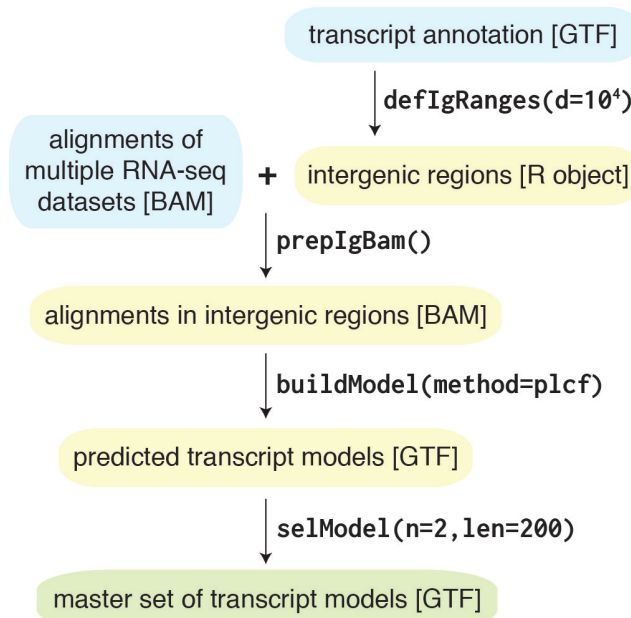 transcript annotation [GTF]
defIgRanges(d=10⁴)
alignments of
multiple RNA-seq
datasets [BAM]
+
intergenic regions [R object]
prepIgBam()
alignments in intergenic regions [BAM]
buildModel(method=plcf)
predicted transcript models [GTF]
selModel(n=2,len=200)
master set of transcript models [GTF]